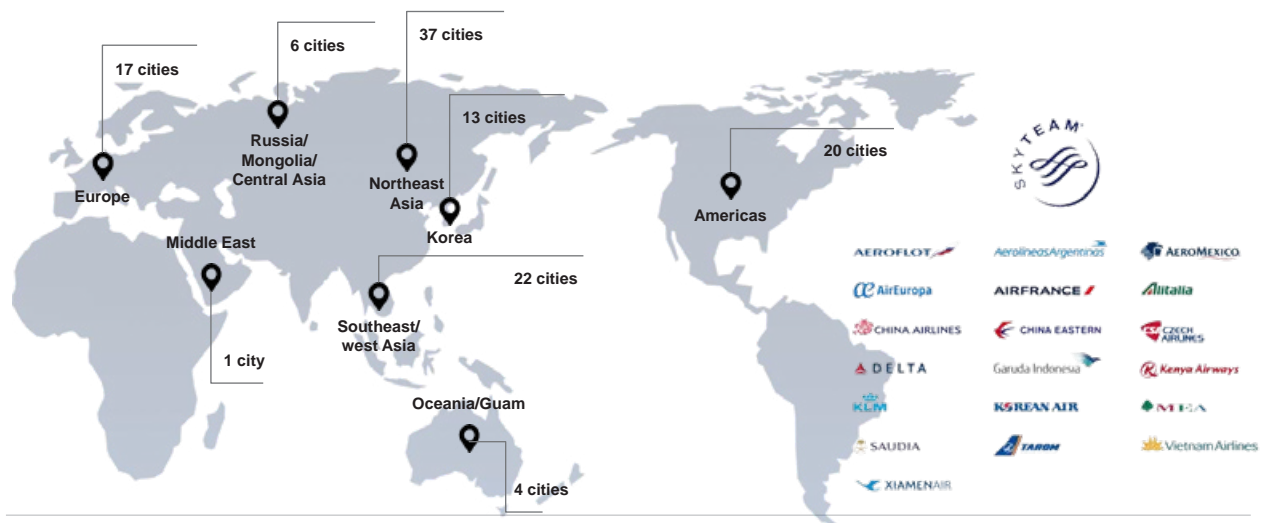 37 cities
6 cities
17 cities
13 cities
20 cities
SKYTEAM
Russia/
Mongolia/
Central Asia
Northeast
Asia
Europe
Korea
Americas
Middle East
22 cities
Southeast/
west Asia
1 city
Oceania/Guam
4 cities
AEROFLOT
AerolíneasArgentinas
AEROMEXICO
AirEuropa
AIRFRANCE
Alitalia
CHINA AIRLINES
CHINA EASTERN
CSA CZECH
AIRLINES
DELTA
Garuda Indonesia
Kenya Airways
KLM
KOREAN AIR
MEA
SAUDIA
TAROM
Vietnam Airlines
XIAMENAIR